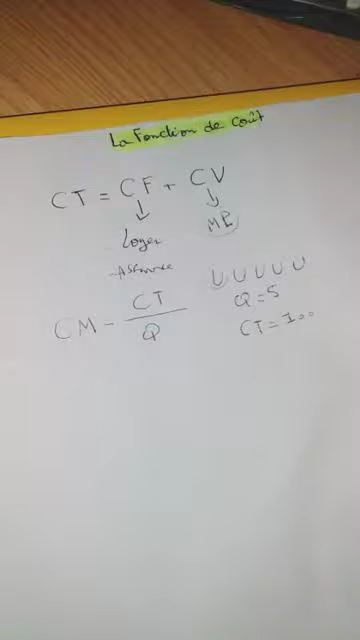 La Fonction de Coût
CT = CF + CV
↓ ↓
Loyer MP
Assurance
U U U U U
CM = CT / Q
Q = 5
CT = 100